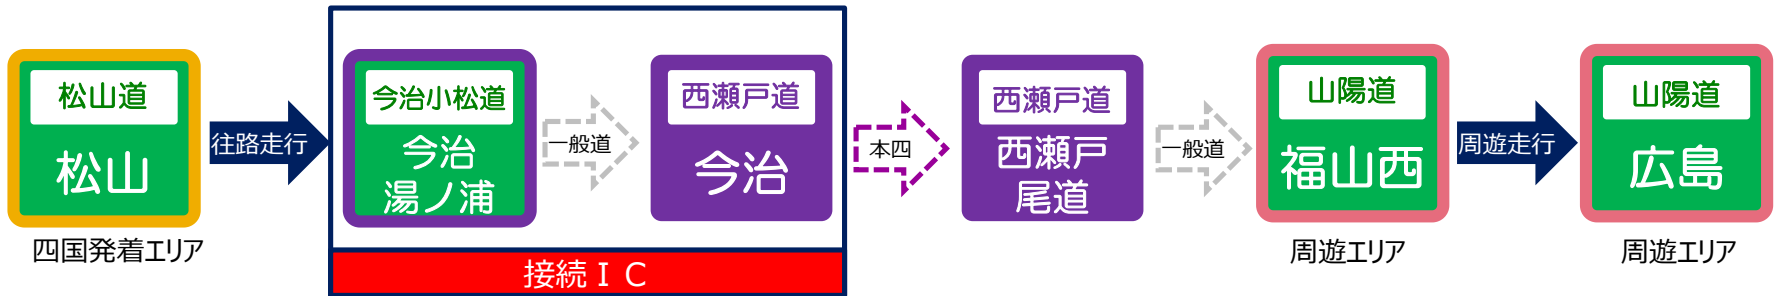 松山道
松山
四国発着エリア
往路走行
今治小松道
今治
湯ノ浦
一般道
西瀬戸道
今治
接続ＩＣ
本四
西瀬戸道
西瀬戸
尾道
一般道
山陽道
福山西
周遊エリア
周遊走行
山陽道
広島
周遊エリア